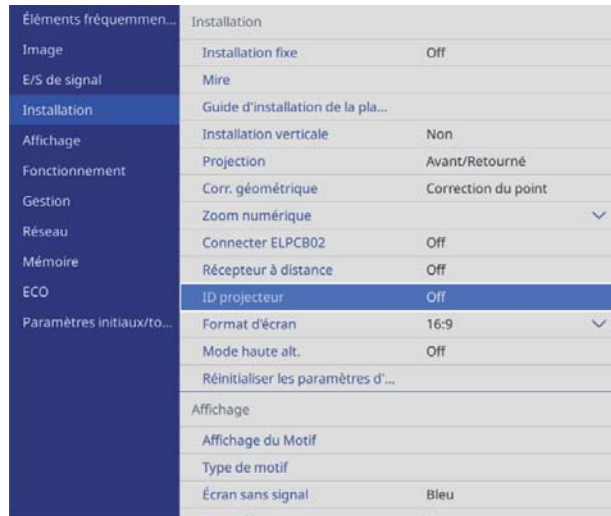 Éléments fréquemmen...
Image
E/S de signal
Installation
Affichage
Fonctionnement
Gestion
Réseau
Mémoire
ECO
Paramètres initiaux/to...
Installation
Installation fixe Off
Mire
Guide d'installation de la pla...
Installation verticale Non
Projection Avant/Retourné
Corr. géométrique Correction du point
Zoom numérique
Connecter ELPCB02 Off
Récepteur à distance Off
ID projecteur Off
Format d'écran 16:9
Mode haute alt. Off
Réinitialiser les paramètres d'...
Affichage
Affichage du Motif
Type de motif
Écran sans signal Bleu